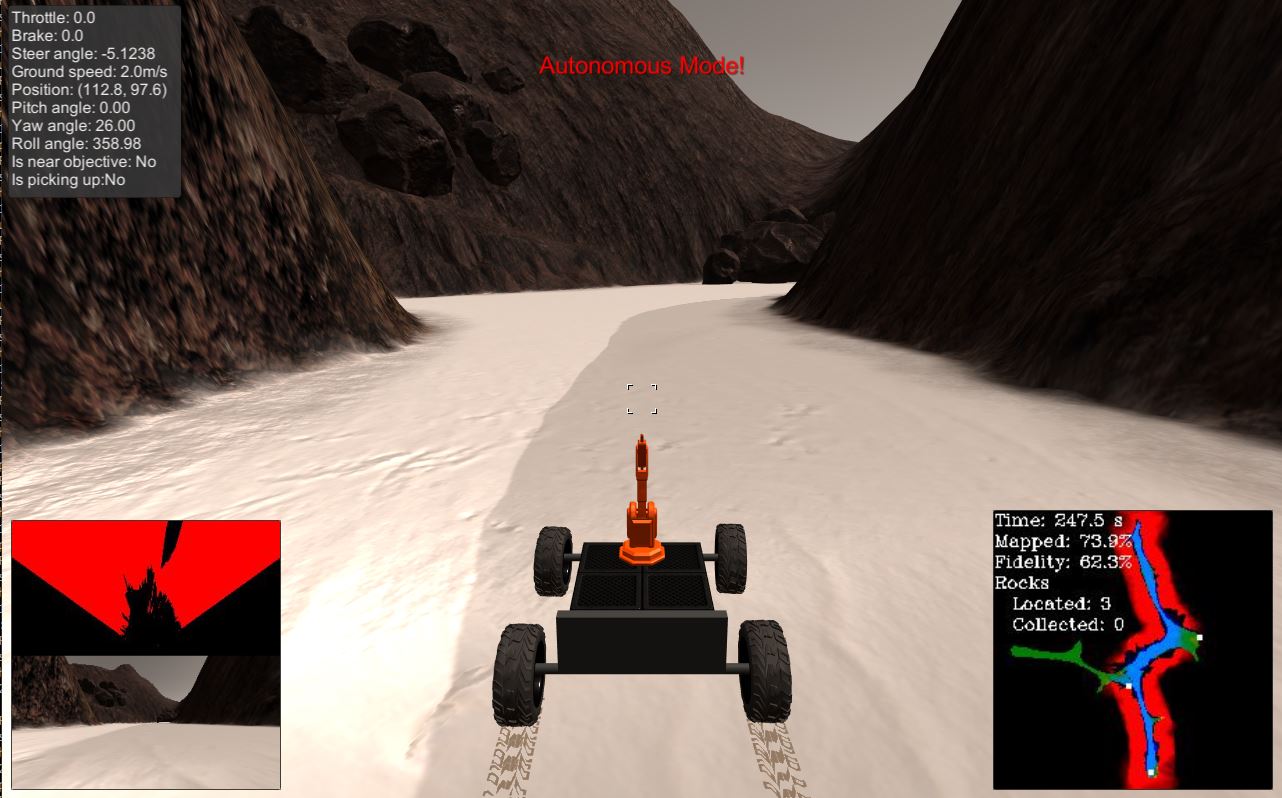 Throttle: 0.0
Brake: 0.0
Steer angle: -5.1238
Ground speed: 2.0m/s
Position: (112.8, 97.6)
Pitch angle: 0.00
Yaw angle: 26.00
Roll angle: 358.98
Is near objective: No
Is picking up:No
Autonomous Mode!
Time: 247.5 s
Mapped: 73.9%
Fidelity: 62.3%
Rocks
Located: 3
Collected: 0